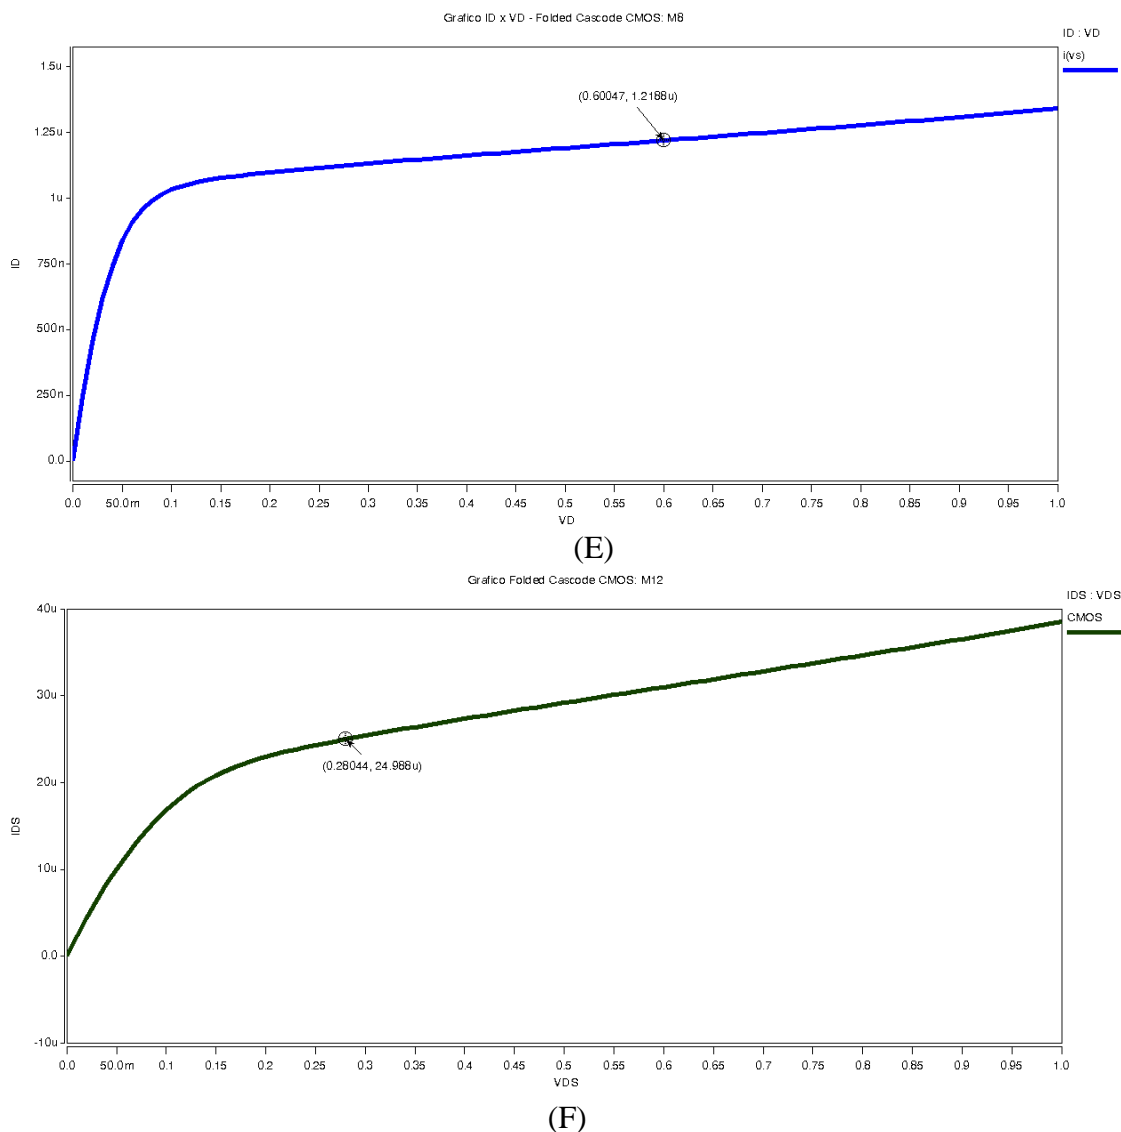 Grafico ID x VD - Folded Cascode CMOS: M8
ID : VD
i(vs)
1.5u
(0.60047, 1.2188u)
1.25u
1u
750n
ID
500n
250n
0.0
0.0 50.0m 0.1 0.15 0.2 0.25 0.3 0.35 0.4 0.45 0.5 0.55 0.6 0.65 0.7 0.75 0.8 0.85 0.9 0.95 1.0
VD
(E)
Grafico Folded Cascode CMOS: M12
IDS : VDS
CMOS
40u
30u
(0.28044, 24.988u)
20u
IDS
10u
0.0
-10u
0.0 50.0m 0.1 0.15 0.2 0.25 0.3 0.35 0.4 0.45 0.5 0.55 0.6 0.65 0.7 0.75 0.8 0.85 0.9 0.95 1.0
VDS
(F)